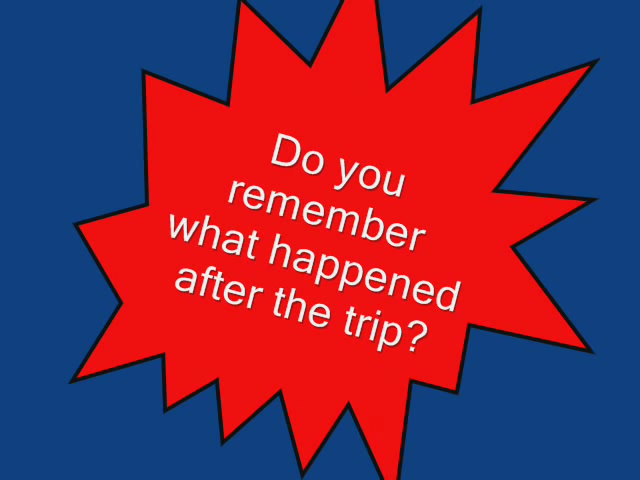 Do you
remember
what happened
after the trip?